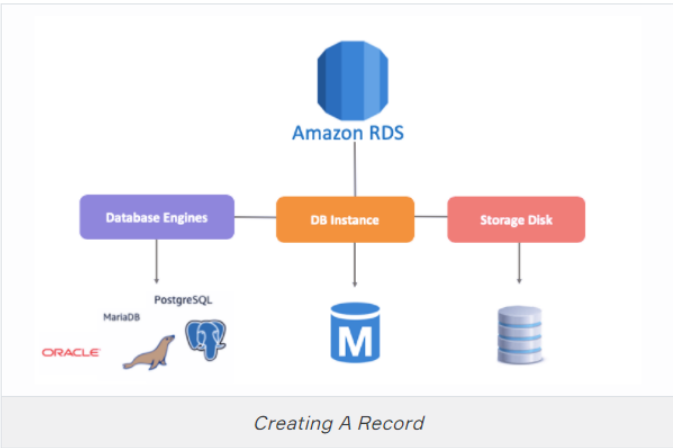 Amazon RDS
Database Engines
DB Instance
Storage Disk
PostgreSQL
MariaDB
ORACLE
M
Creating A Record